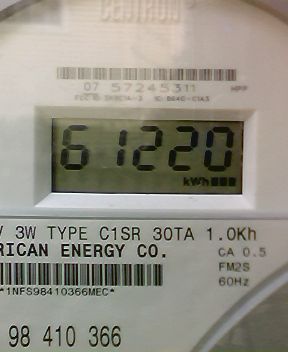 CENTRON
07 57245311
61220
kWh
V 3W TYPE C1SR 30TA 1.0Kh
RICAN ENERGY CO. CA 0.5
FM2S
*1NFS98410366MEC* 60Hz
98 410 366